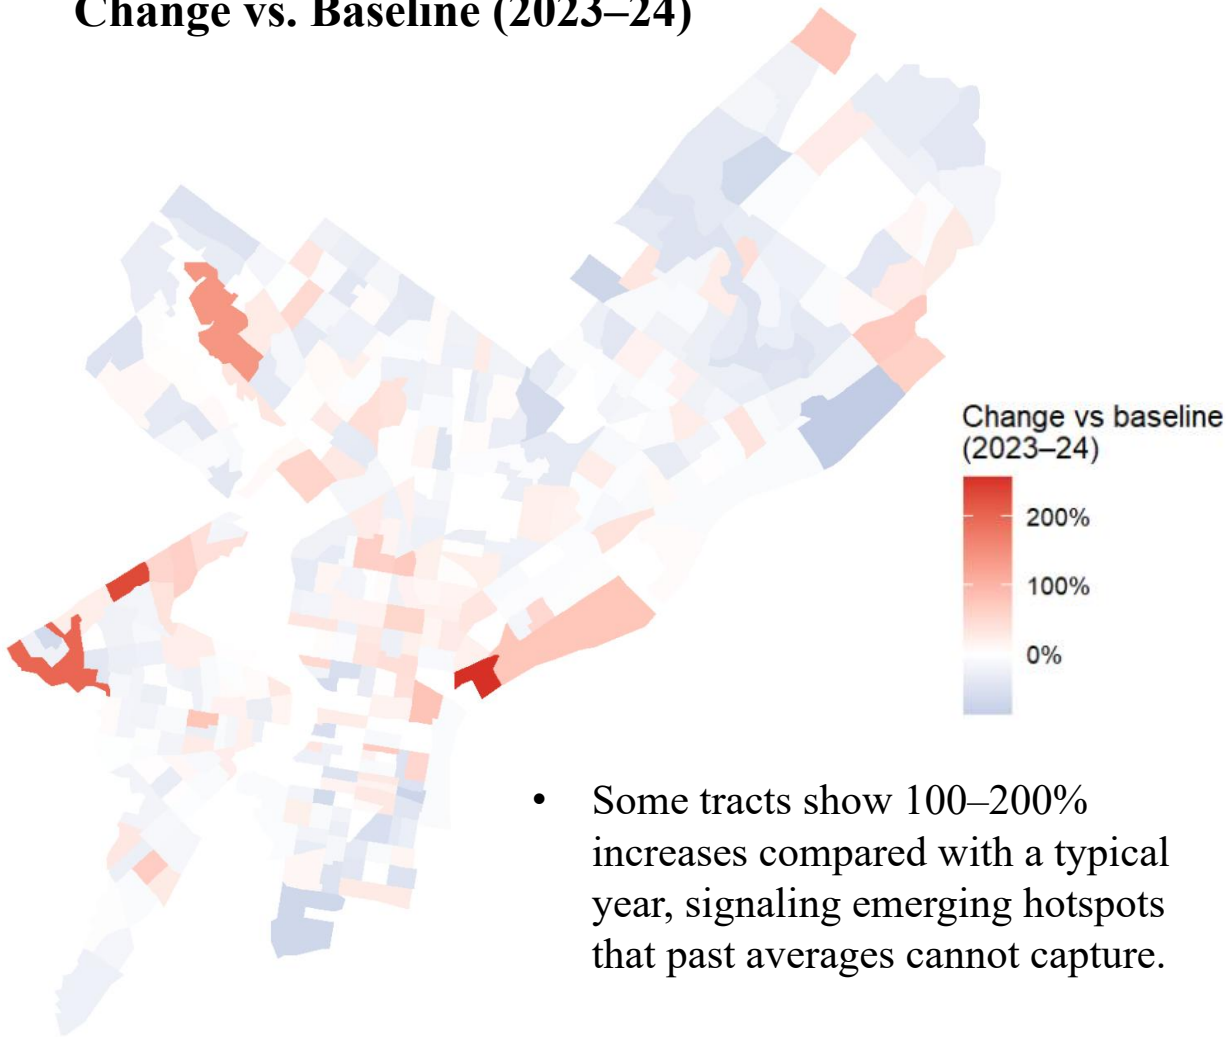 Change vs. Baseline (2023–24)
Change vs baseline
(2023–24)
200%
100%
0%
• Some tracts show 100–200%
increases compared with a typical
year, signaling emerging hotspots
that past averages cannot capture.